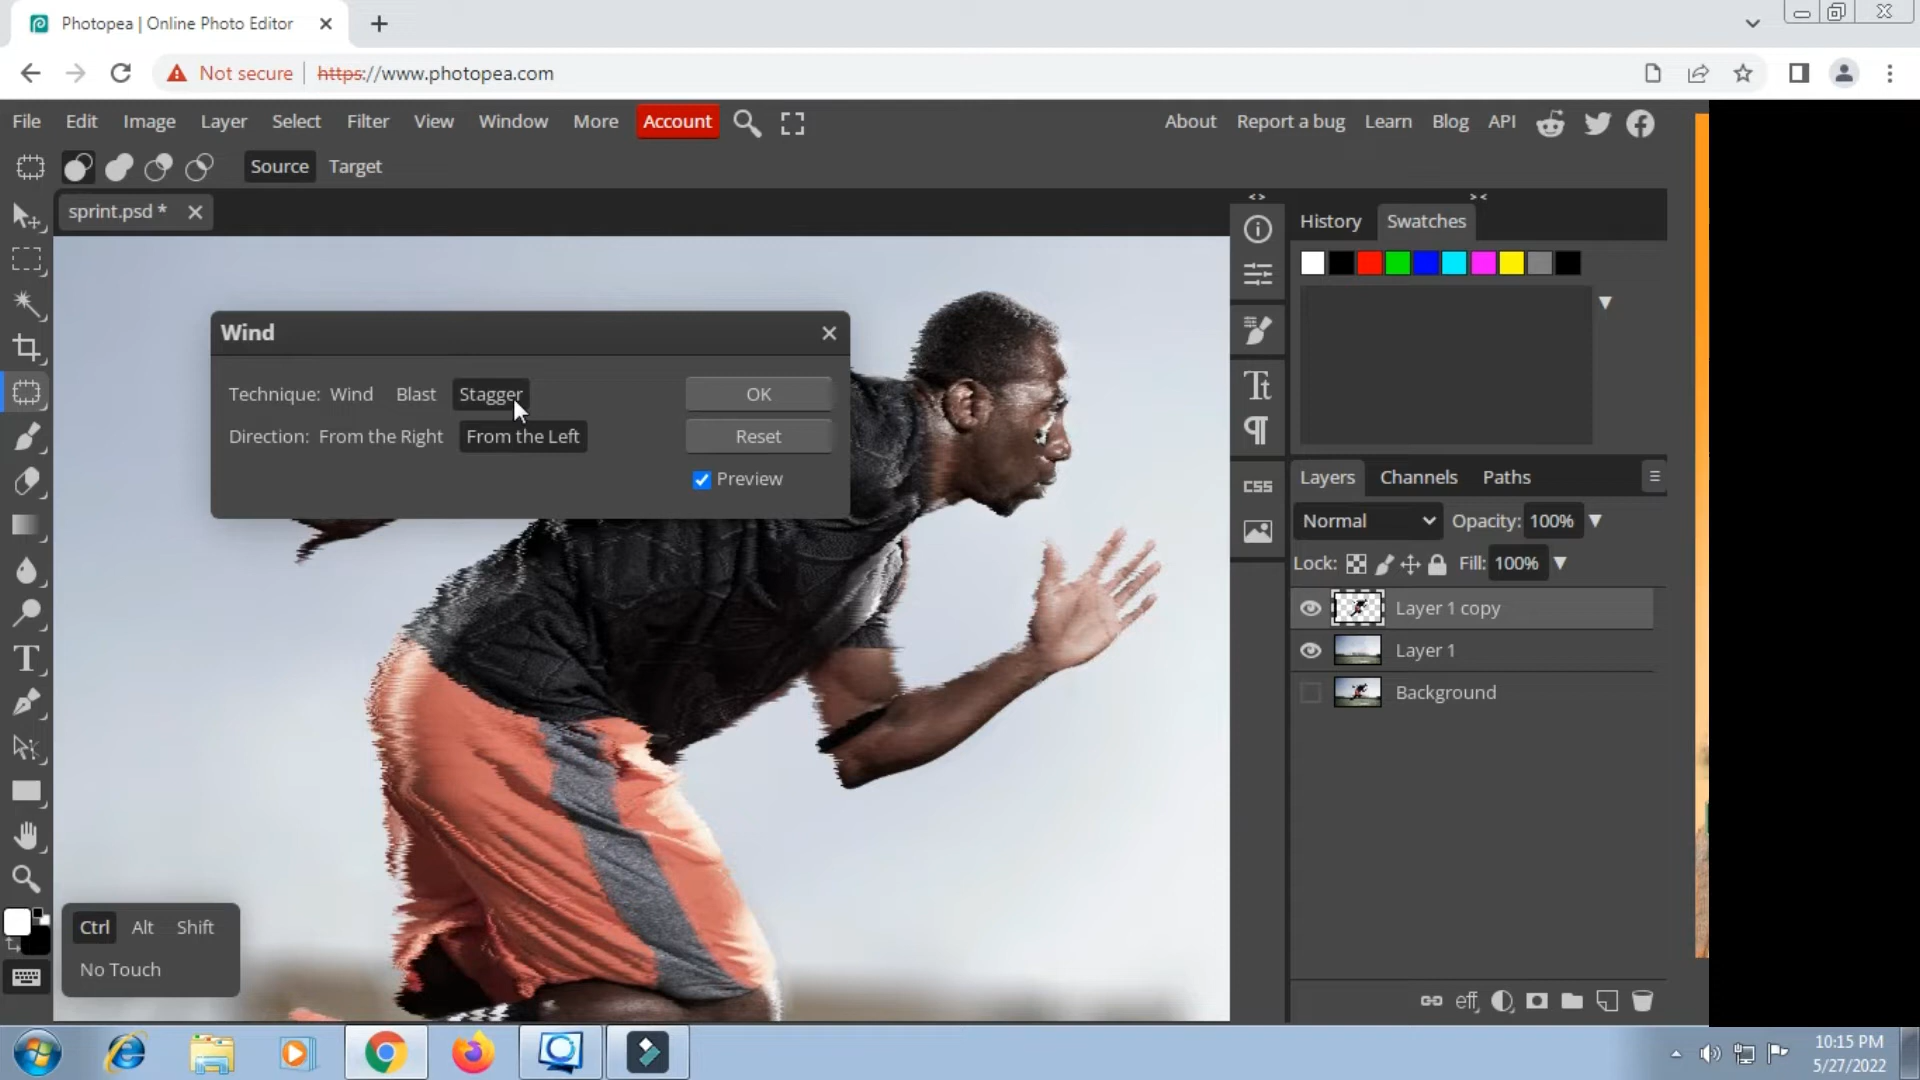 Photopea | Online Photo Editor
Not secure https://www.photopea.com
File Edit Image Layer Select Filter View Window More Account About Report a bug Learn Blog API
Source Target
sprint.psd *
History Swatches
Wind
Technique: Wind Blast Stagger OK
Direction: From the Right From the Left Reset
Preview
CSS
Layers Channels Paths
Normal Opacity: 100%
Lock: Fill: 100%
Layer 1 copy
Layer 1
Background
Ctrl Alt Shift
No Touch
eff
10:15 PM
5/27/2022